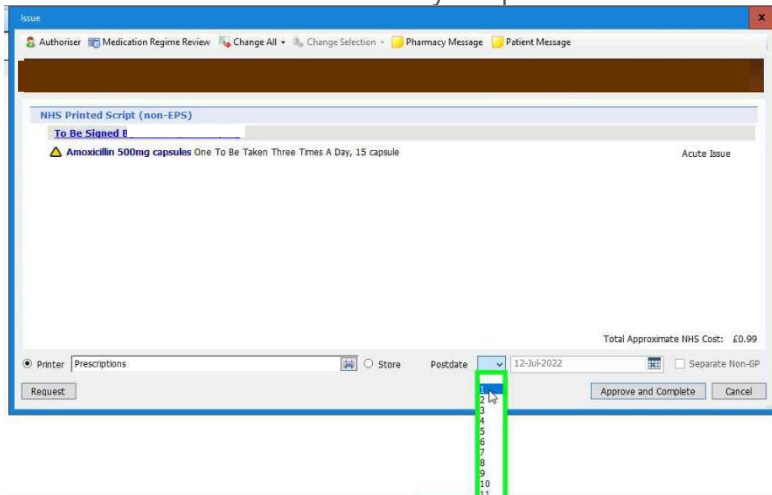 Issue x
Authoriser Medication Regime Review Change All Change Selection Pharmacy Message Patient Message
NHS Printed Script (non-EPS)
To Be Signed
Amoxicillin 500mg capsules One To Be Taken Three Times A Day, 15 capsule Acute Issue
Total Approximate NHS Cost: £0.99
Printer Prescriptions Store Postdate 12-Jul-2022 Separate Non-GP
Request Approve and Complete Cancel
1
2
3
4
5
6
7
8
9
10
11